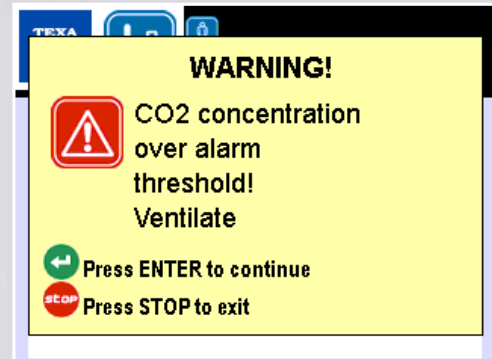 TEXA
WARNING!
CO2 concentration
over alarm
threshold!
Ventilate
Press ENTER to continue
stop
Press STOP to exit